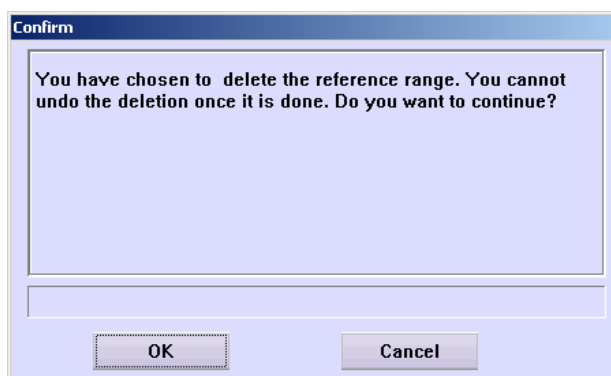 Confirm
You have chosen to  delete the reference range. You cannot
undo the deletion once it is done. Do you want to continue?
OK
Cancel